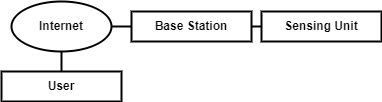 Internet
Base Station
Sensing Unit
User